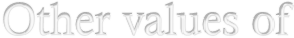 Other values of